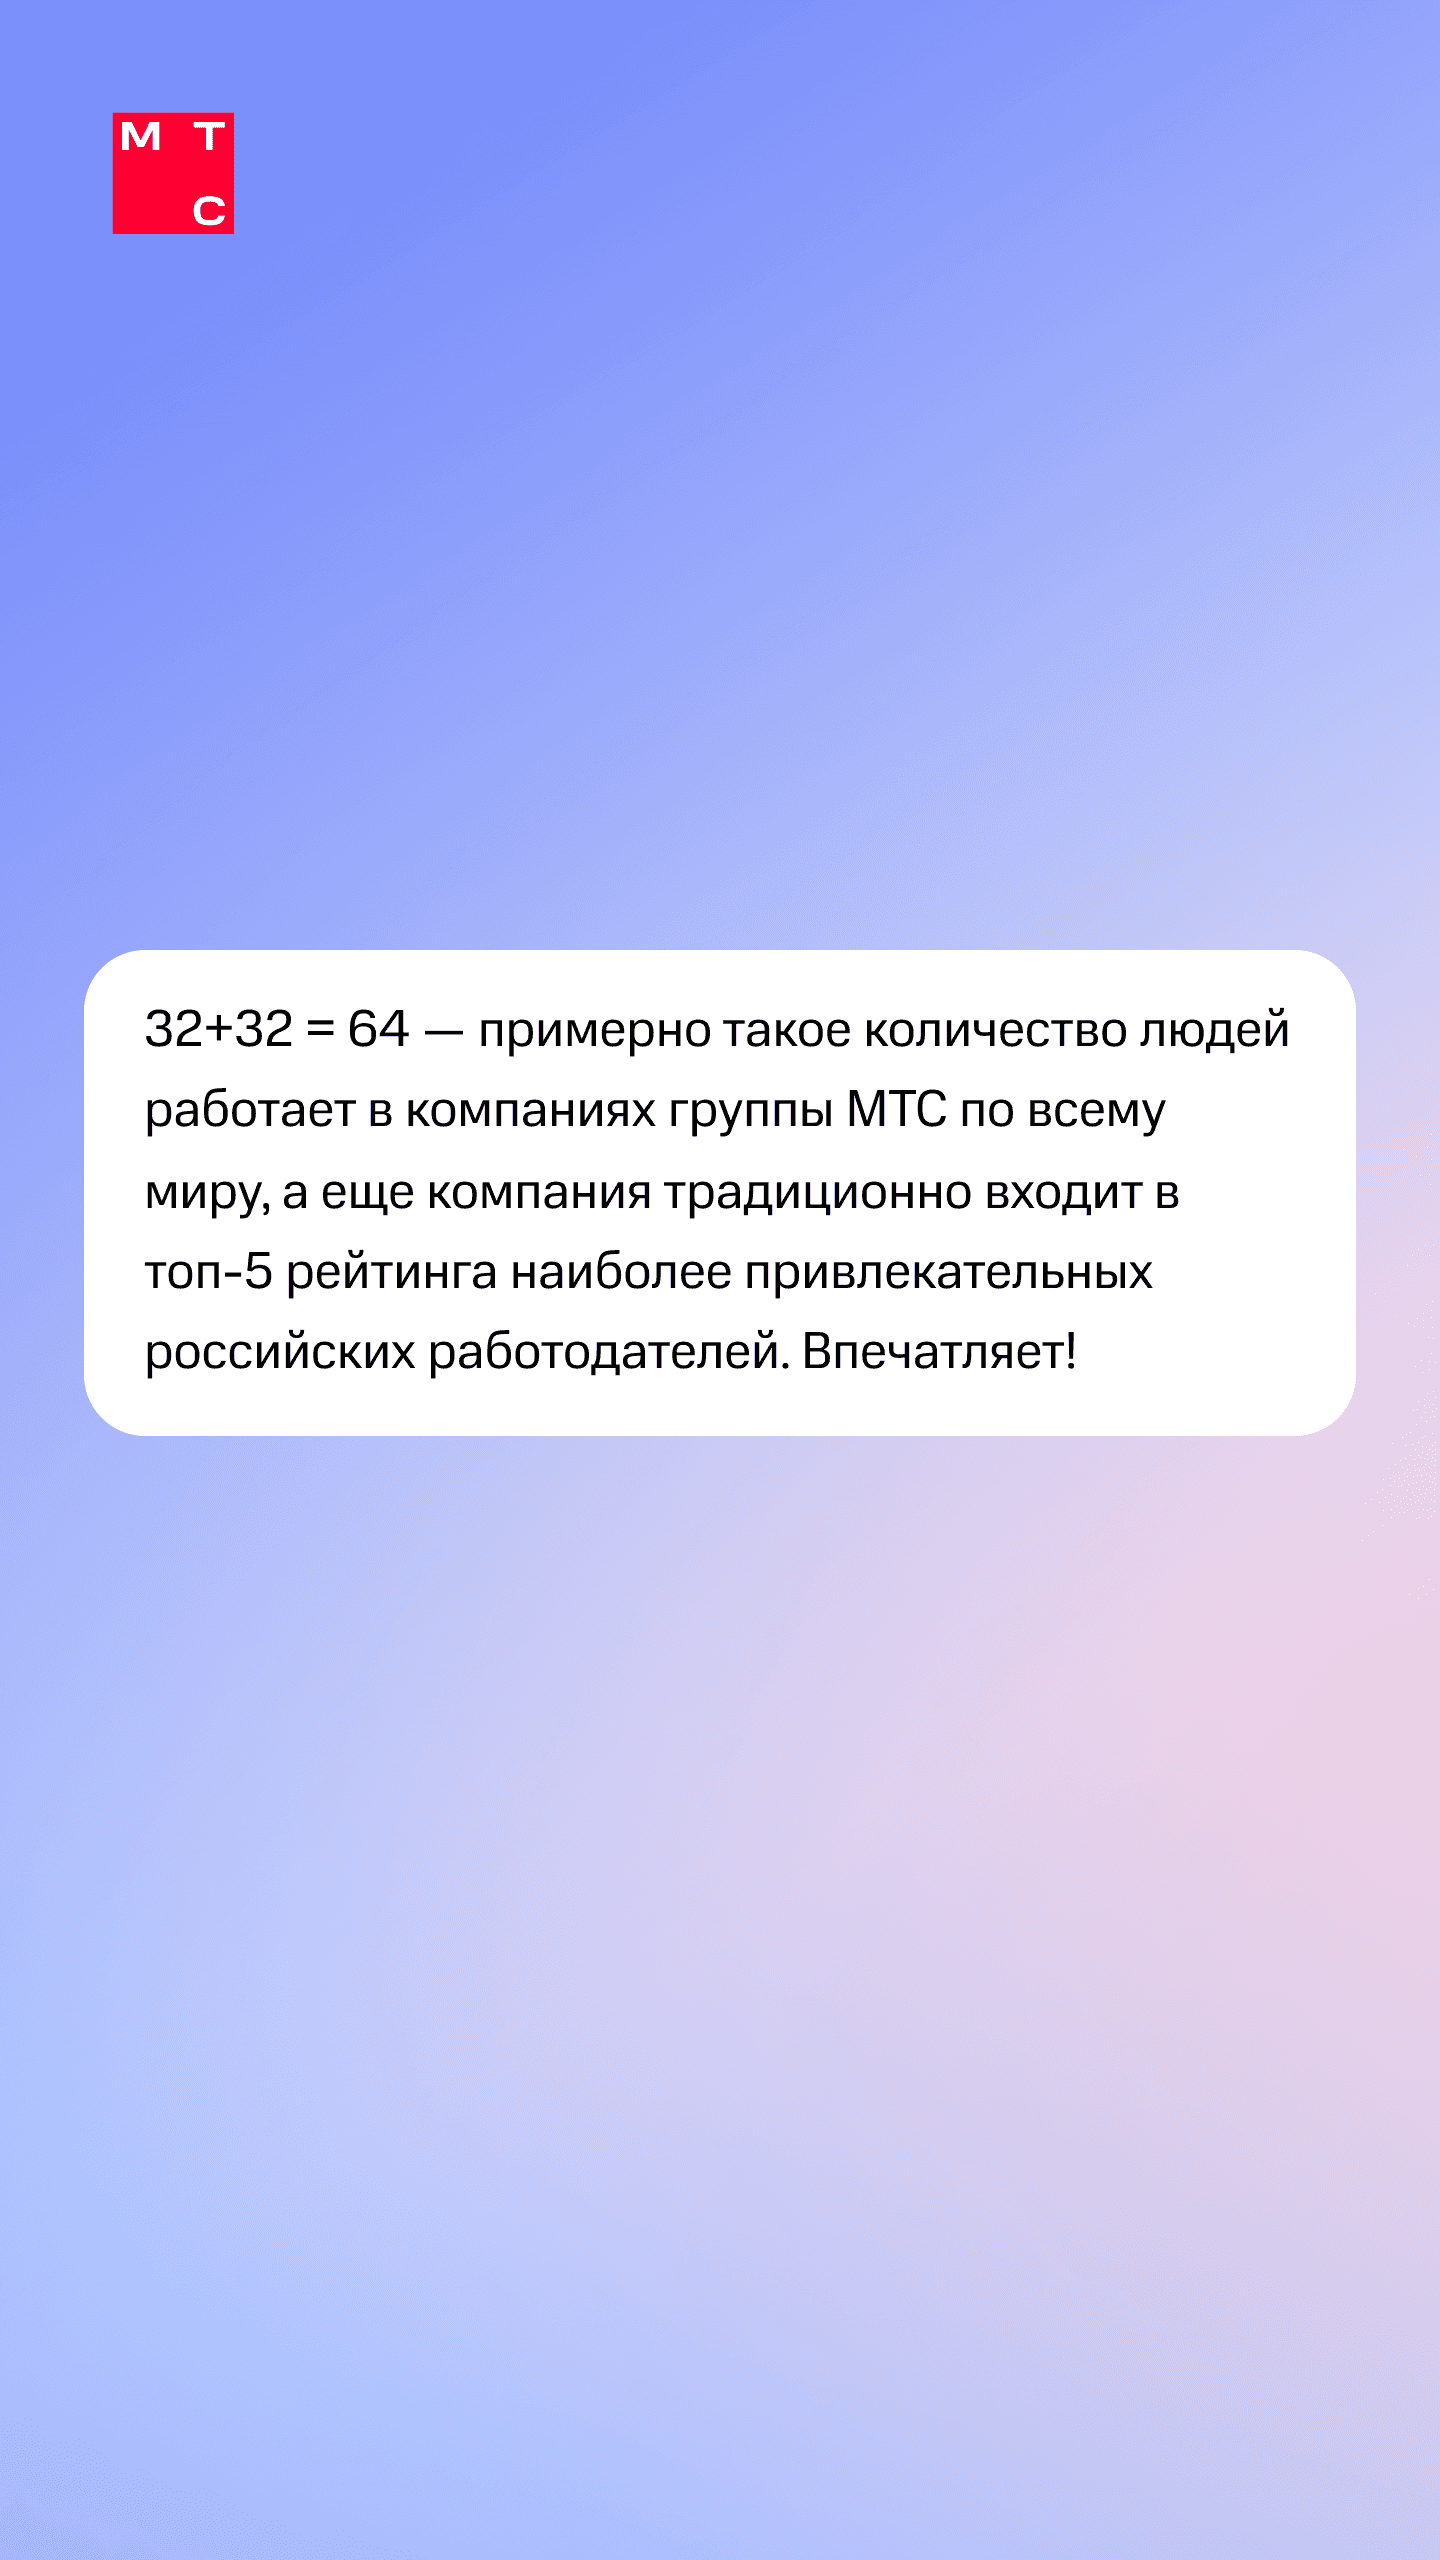 М Т
С
32+32 = 64 — примерно такое количество людей
работает в компаниях группы МТС по всему
миру, а еще компания традиционно входит в
топ-5 рейтинга наиболее привлекательных
российских работодателей. Впечатляет!